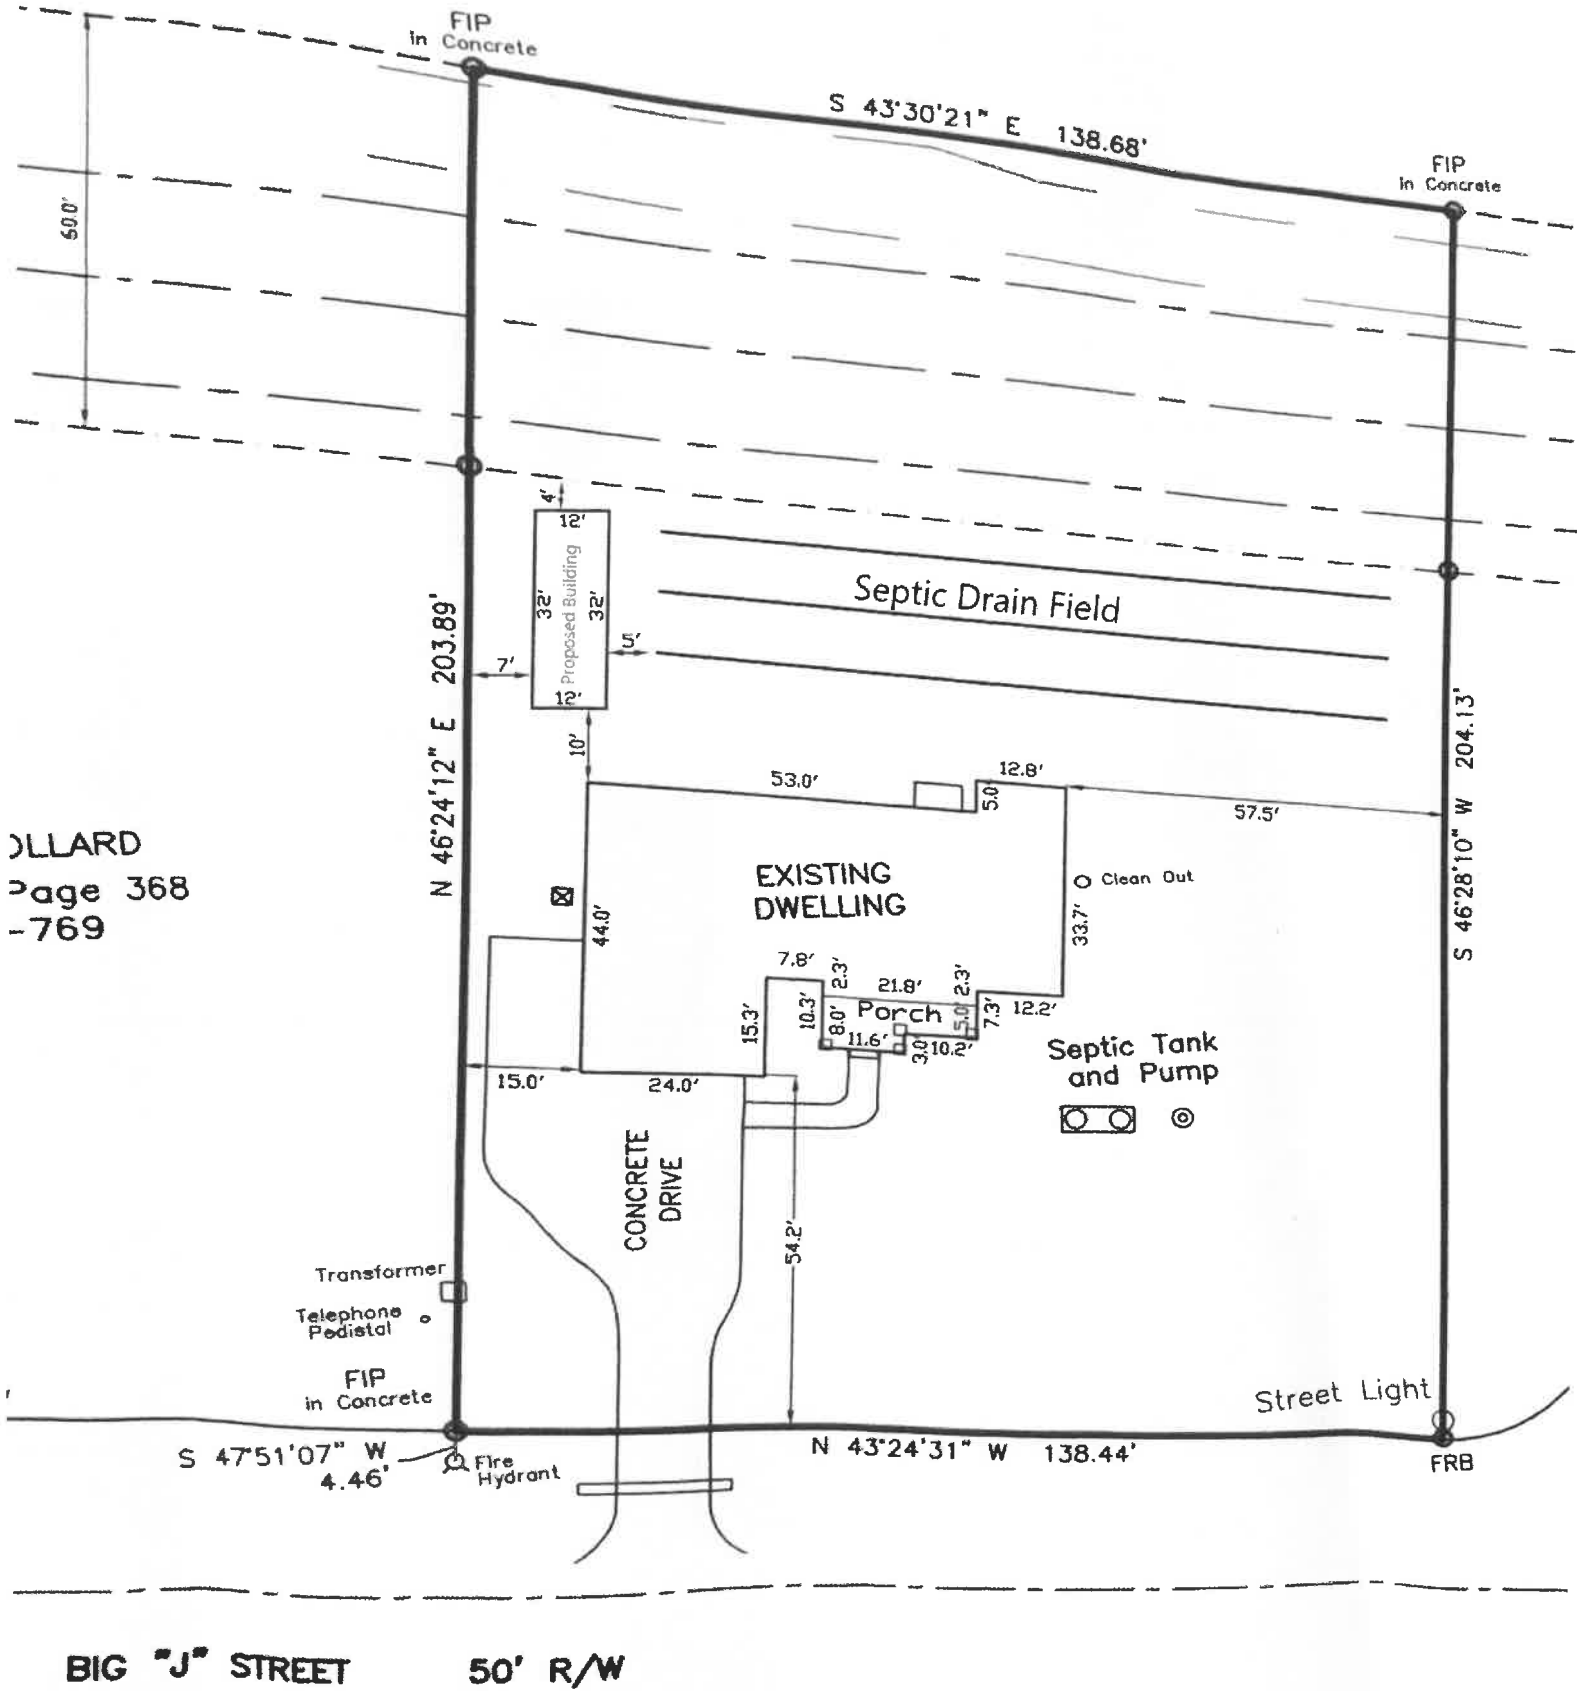 FIP
in Concrete
S 43°30'21" E 138.68'
FIP
in Concrete
60.0'
4'
12'
32'
Proposed Building
32'
12'
Septic Drain Field
5'
7'
N 46°24'12" E 203.89'
10'
53.0'
12.8'
5.0'
57.5'
S 46°28'10" W 204.13'
OLLARD
Page 368
-769
EXISTING
DWELLING
Clean Out
44.0'
33.7'
7.8'
2.3'
21.8'
2.3'
15.3'
10.3'
8.0'
Porch
5.0'
7.3'
12.2'
11.6'
3.0'
10.2'
Septic Tank
and Pump
15.0'
24.0'
CONCRETE
DRIVE
54.2'
Transformer
Telephone
Pedistal
FIP
in Concrete
Street Light
S 47°51'07" W
4.46'
Fire
Hydrant
N 43°24'31" W 138.44'
FRB
BIG "J" STREET 50' R/W